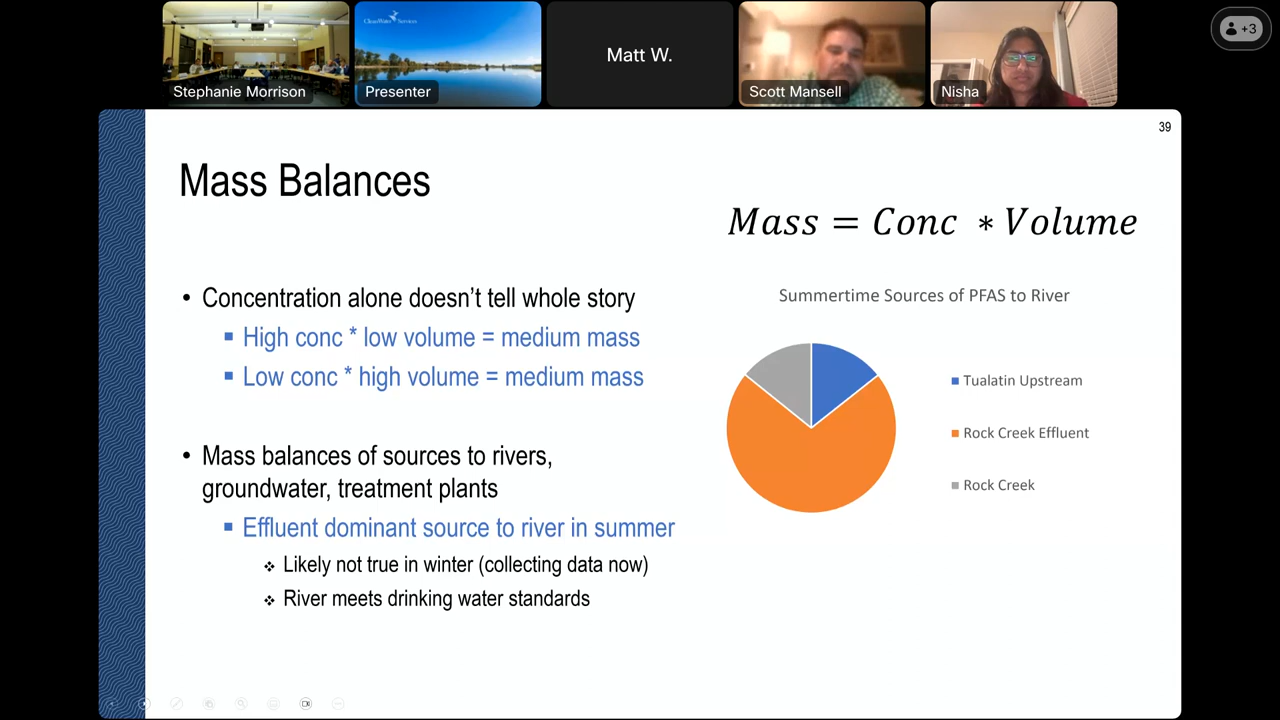 CleanWater Services
Stephanie Morrison
Presenter
Matt W.
Scott Mansell
Nisha
+3
39
Mass Balances
Mass = Conc * Volume
• Concentration alone doesn't tell whole story
▪ High conc * low volume = medium mass
▪ Low conc * high volume = medium mass
• Mass balances of sources to rivers,
groundwater, treatment plants
▪ Effluent dominant source to river in summer
❖ Likely not true in winter (collecting data now)
❖ River meets drinking water standards
Summertime Sources of PFAS to River
Tualatin Upstream
Rock Creek Effluent
Rock Creek